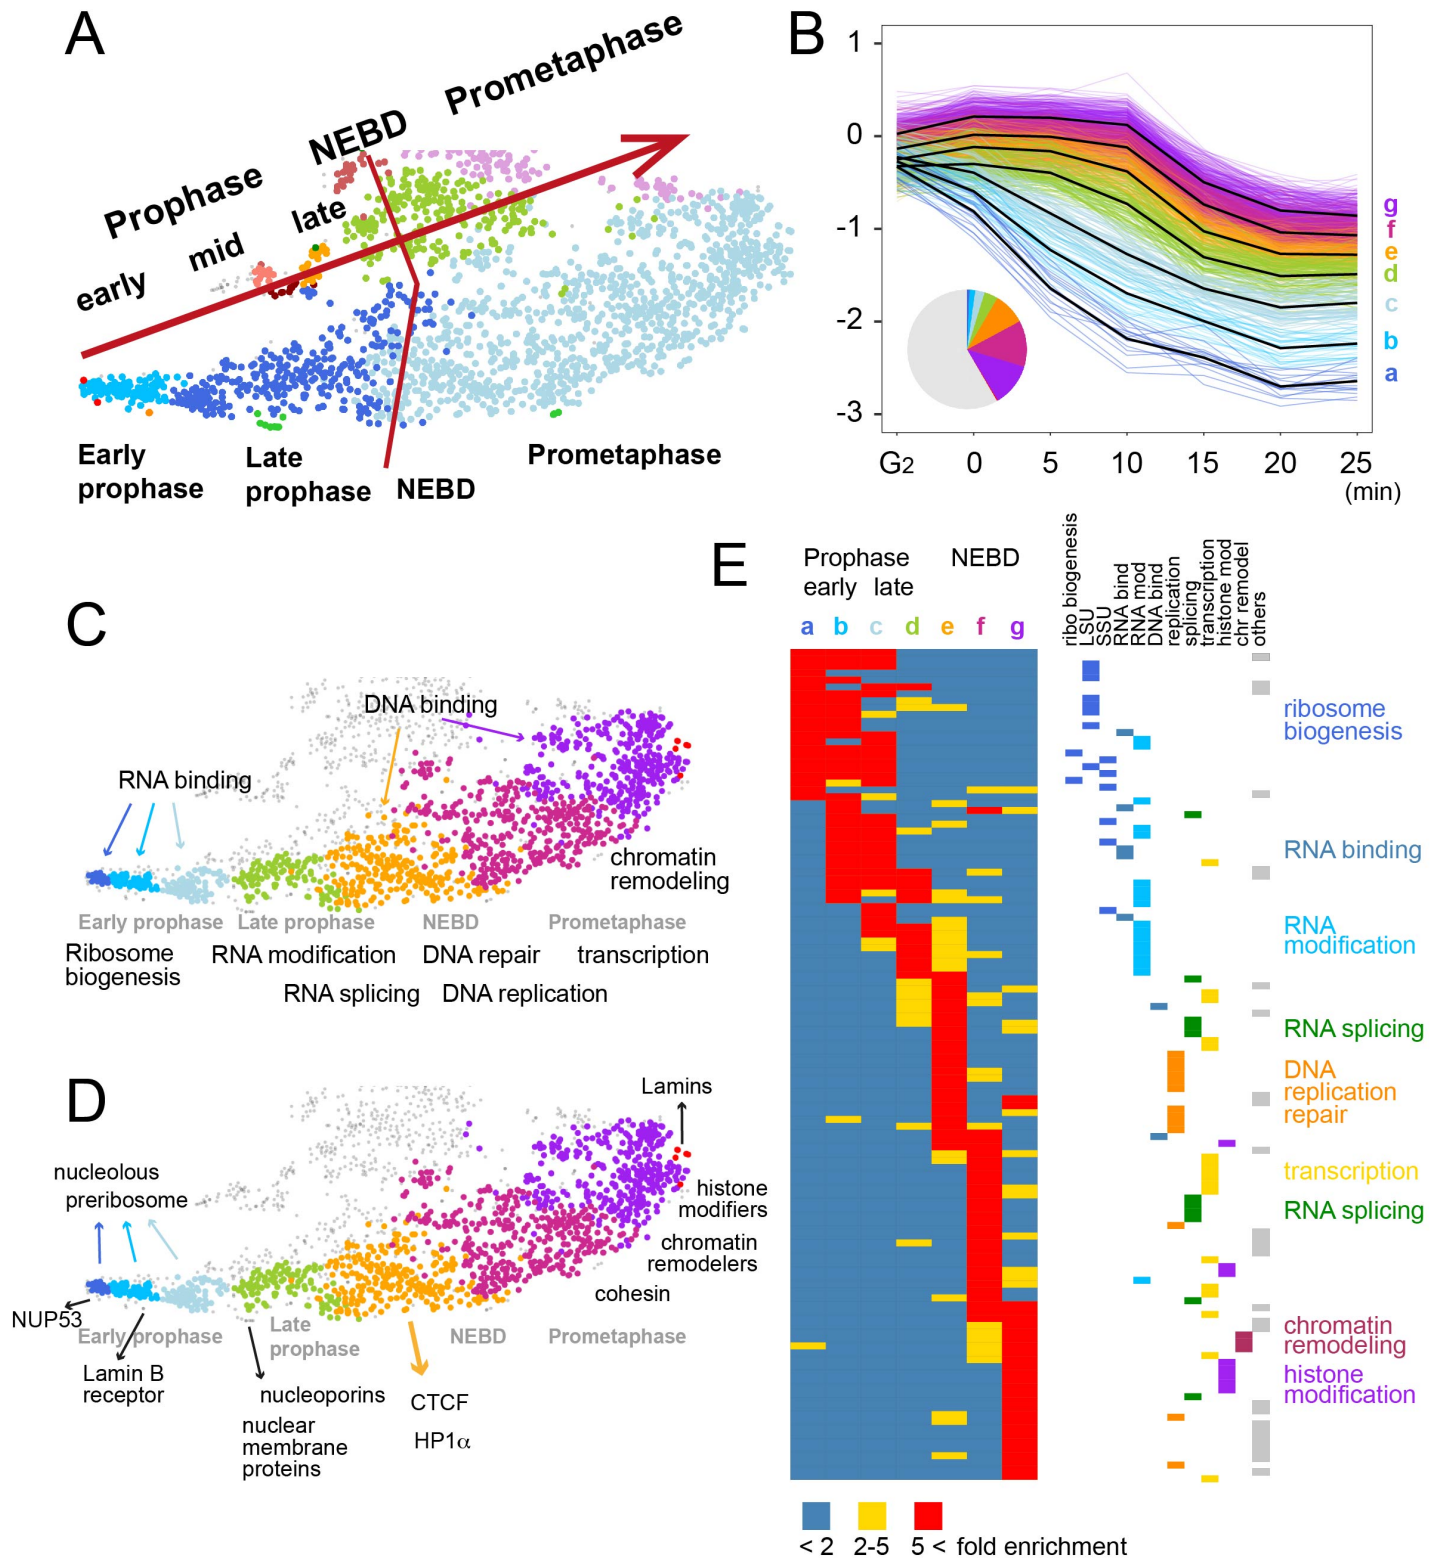 A
Prophase
NEBD
Prometaphase
early
mid
late
Early
prophase
Late
prophase
NEBD
Prometaphase
B
1
0
-1
-2
-3
g
f
e
d
c
b
a
G2
0
5
10
15
20
25
(min)
C
DNA binding
RNA binding
chromatin
remodeling
Early prophase
Late prophase
NEBD
Prometaphase
Ribosome
biogenesis
RNA modification
DNA repair
transcription
RNA splicing
DNA replication
D
Lamins
nucleolous
preribosome
histone
modifiers
chromatin
remodelers
cohesin
NUP53
Early prophase
Late
prophase
NEBD
Prometaphase
Lamin B
receptor
nucleoporins
nuclear
membrane
proteins
CTCF
HP1α
E
Prophase
early late
NEBD
a b c d e f g
ribo biogenesis
LSU
SSU
RNA bind
RNA mod
DNA bind
replication
splicing
transcription
histone mod
chr remodel
others
ribosome
biogenesis
RNA binding
RNA
modification
RNA splicing
DNA
replication
repair
transcription
RNA splicing
chromatin
remodeling
histone
modification
< 2
2-5
5 < fold enrichment